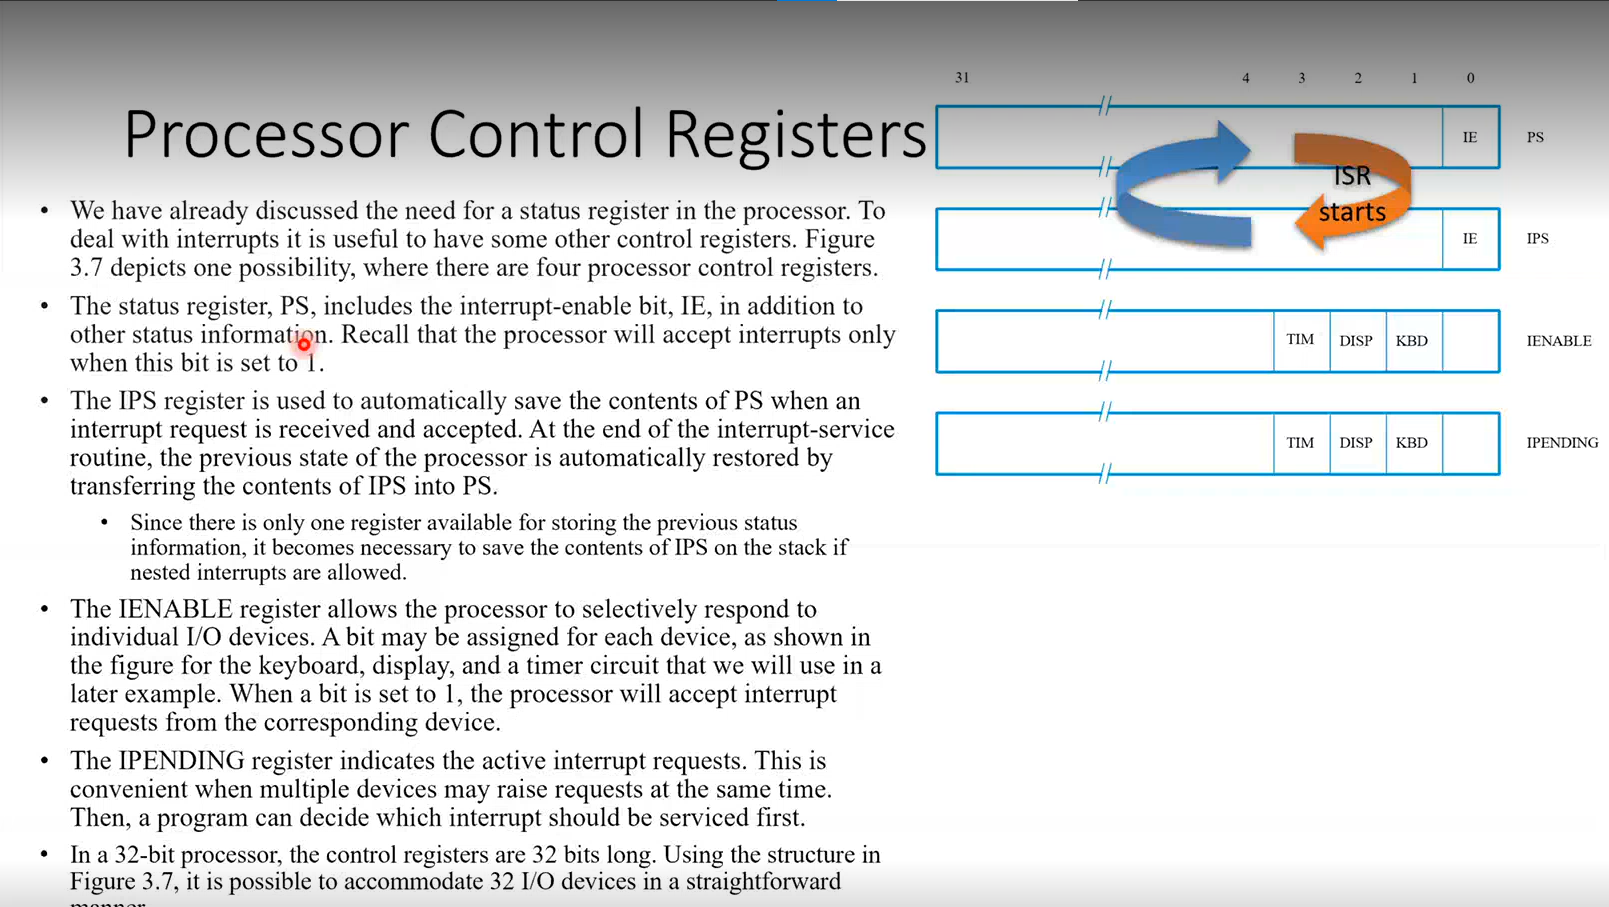 Processor Control Registers
• We have already discussed the need for a status register in the processor. To
deal with interrupts it is useful to have some other control registers. Figure
3.7 depicts one possibility, where there are four processor control registers.
• The status register, PS, includes the interrupt-enable bit, IE, in addition to
other status information. Recall that the processor will accept interrupts only
when this bit is set to 1.
• The IPS register is used to automatically save the contents of PS when an
interrupt request is received and accepted. At the end of the interrupt-service
routine, the previous state of the processor is automatically restored by
transferring the contents of IPS into PS.
• Since there is only one register available for storing the previous status
information, it becomes necessary to save the contents of IPS on the stack if
nested interrupts are allowed.
• The IENABLE register allows the processor to selectively respond to
individual I/O devices. A bit may be assigned for each device, as shown in
the figure for the keyboard, display, and a timer circuit that we will use in a
later example. When a bit is set to 1, the processor will accept interrupt
requests from the corresponding device.
• The IPENDING register indicates the active interrupt requests. This is
convenient when multiple devices may raise requests at the same time.
Then, a program can decide which interrupt should be serviced first.
• In a 32-bit processor, the control registers are 32 bits long. Using the structure in
Figure 3.7, it is possible to accommodate 32 I/O devices in a straightforward
31 4 3 2 1 0
IE PS
ISR
starts
IE IPS
TIM DISP KBD IENABLE
TIM DISP KBD IPENDING